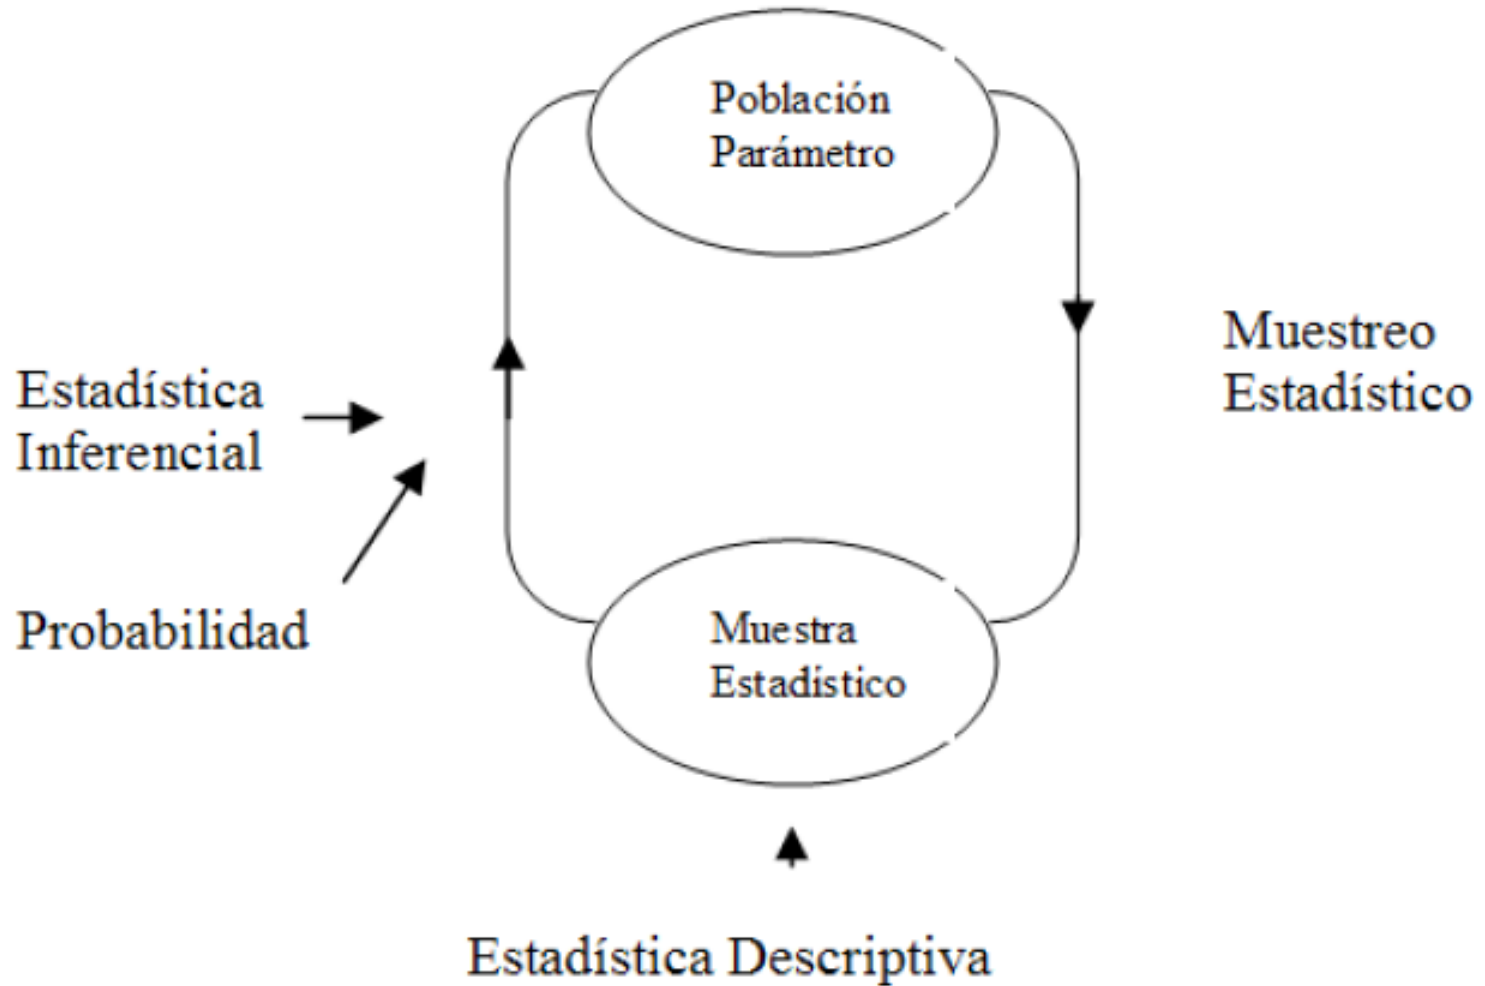 Población
Parámetro
Muestreo
Estadístico
Estadística
Inferencial
Probabilidad
Muestra
Estadístico
Estadística Descriptiva